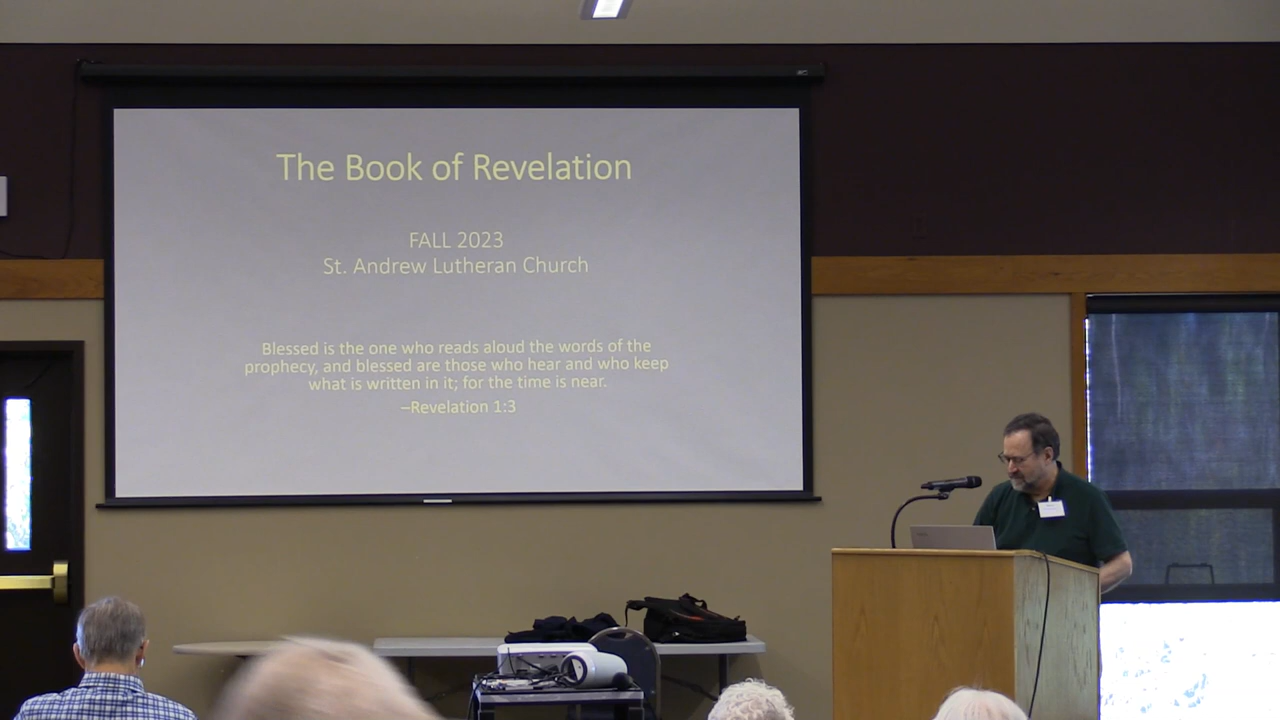 The Book of Revelation
FALL 2023
St. Andrew Lutheran Church
Blessed is the one who reads aloud the words of the
prophecy, and blessed are those who hear and who keep
what is written in it; for the time is near.
–Revelation 1:3